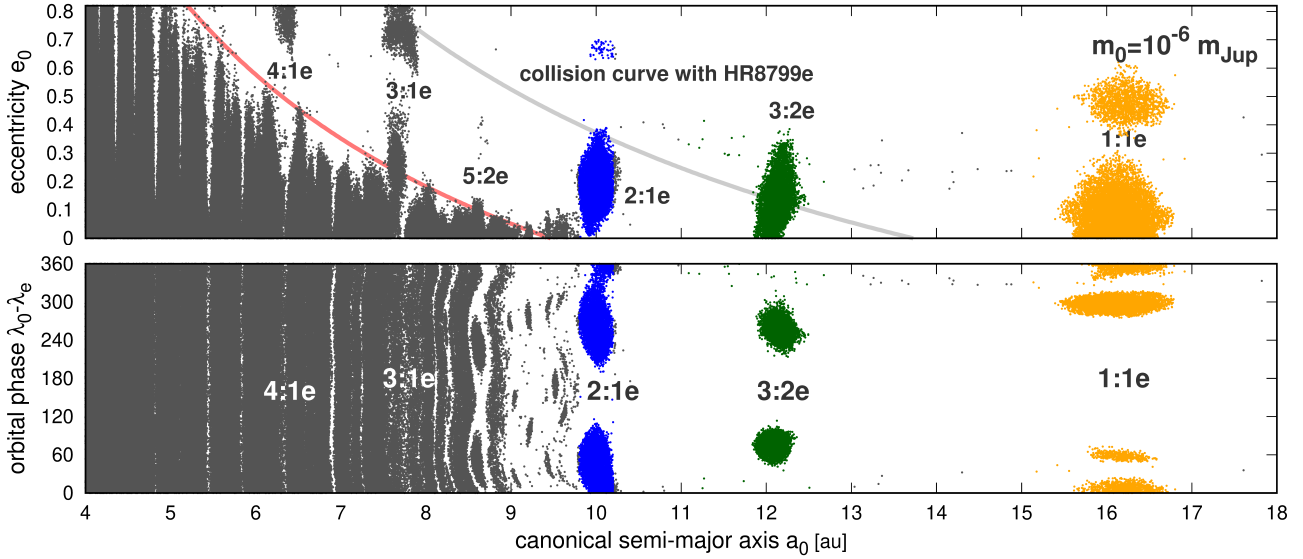 0.8
0.7
0.6
0.5
0.4
0.3
0.2
0.1
0
eccentricity e₀
m₀=10⁻⁶ m_Jup
4:1e
collision curve with HR8799e
3:1e
3:2e
1:1e
5:2e
2:1e
360
300
240
180
120
60
0
orbital phase λ₀-λₑ
4:1e
3:1e
2:1e
3:2e
1:1e
4 5 6 7 8 9 10 11 12 13 14 15 16 17 18
canonical semi-major axis a₀ [au]